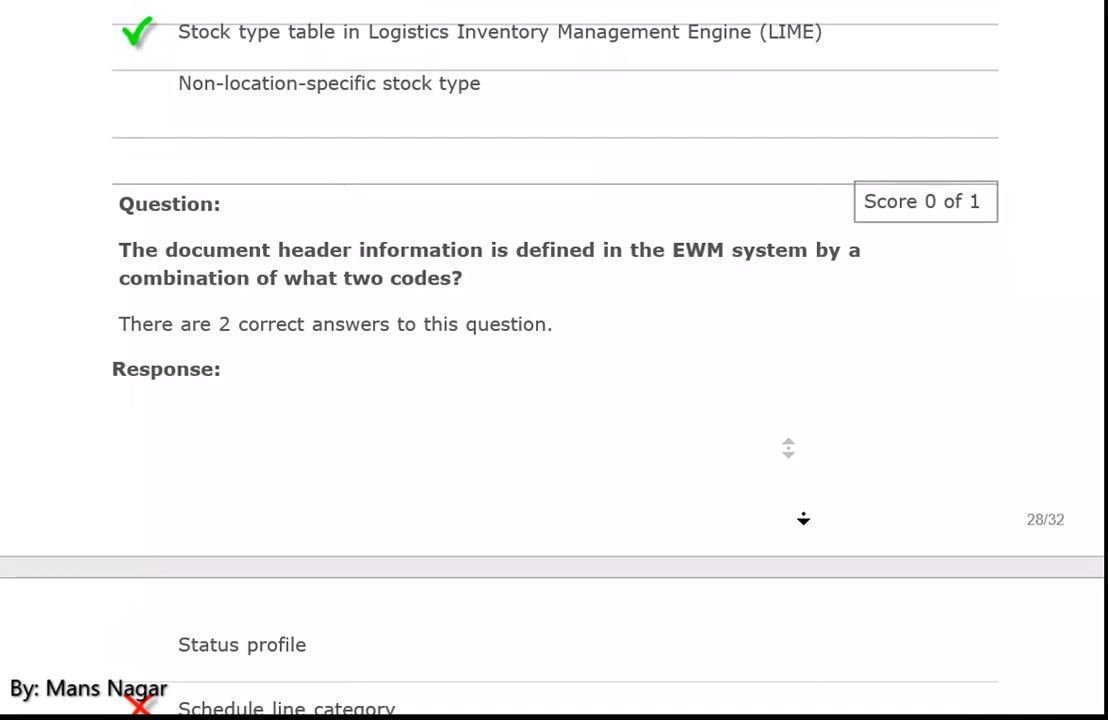 Stock type table in Logistics Inventory Management Engine (LIME)
Non-location-specific stock type
Question:
Score 0 of 1
The document header information is defined in the EWM system by a
combination of what two codes?
There are 2 correct answers to this question.
Response:
28/32
Status profile
By: Mans Nagar
Schedule line category